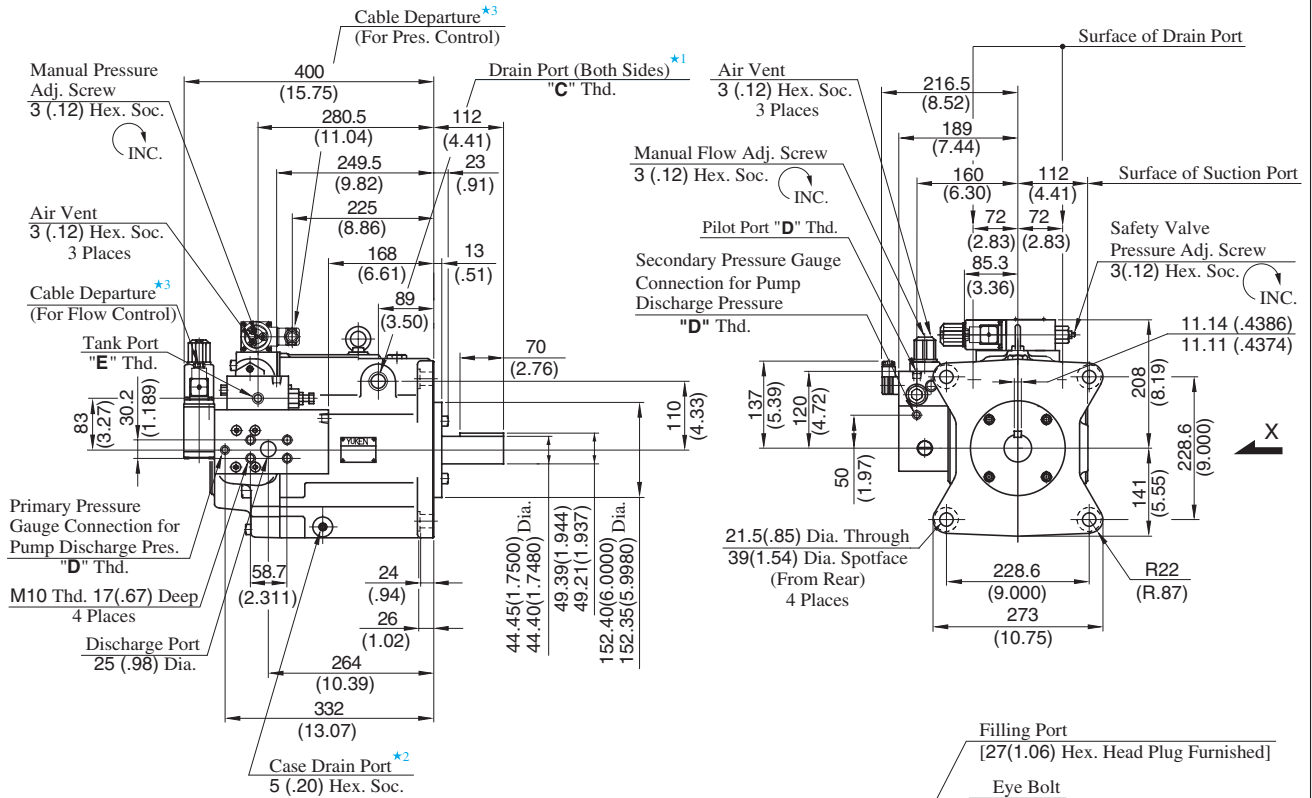 Cable Departure★3
(For Pres. Control)
Surface of Drain Port
Manual Pressure
Adj. Screw
3 (.12) Hex. Soc.
INC.
400
(15.75)
Drain Port (Both Sides)★1
"C" Thd.
Air Vent
3 (.12) Hex. Soc.
3 Places
216.5
(8.52)
280.5
(11.04)
112
(4.41)
189
(7.44)
249.5
(9.82)
23
(.91)
Manual Flow Adj. Screw
3 (.12) Hex. Soc.
INC.
160
(6.30)
112
(4.41)
Surface of Suction Port
Air Vent
3 (.12) Hex. Soc.
3 Places
225
(8.86)
Pilot Port "D" Thd.
72
(2.83)
72
(2.83)
Safety Valve
Pressure Adj. Screw
3(.12) Hex. Soc.
INC.
168
(6.61)
13
(.51)
Secondary Pressure Gauge
Connection for Pump
Discharge Pressure
"D" Thd.
85.3
(3.36)
Cable Departure★3
(For Flow Control)
89
(3.50)
11.14 (.4386)
11.11 (.4374)
Tank Port
"E" Thd.
70
(2.76)
83
(3.27)
30.2
(1.189)
YUKEN
110
(4.33)
137
(5.39)
120
(4.72)
50
(1.97)
208
(8.19)
228.6
(9.000)
141
(5.55)
X
Primary Pressure
Gauge Connection for
Pump Discharge Pres.
"D" Thd.
M10 Thd. 17(.67) Deep
4 Places
58.7
(2.311)
24
(.94)
26
(1.02)
44.45(1.7500) Dia.
44.40(1.7480)
49.39(1.944)
49.21(1.937)
152.40(6.0000) Dia.
152.35(5.9980)
21.5(.85) Dia. Through
39(1.54) Dia. Spotface
(From Rear)
4 Places
228.6
(9.000)
273
(10.75)
R22
(R.87)
Discharge Port
25 (.98) Dia.
264
(10.39)
332
(13.07)
Case Drain Port★2
5 (.20) Hex. Soc.
Filling Port
[27(1.06) Hex. Head Plug Furnished]
Eye Bolt